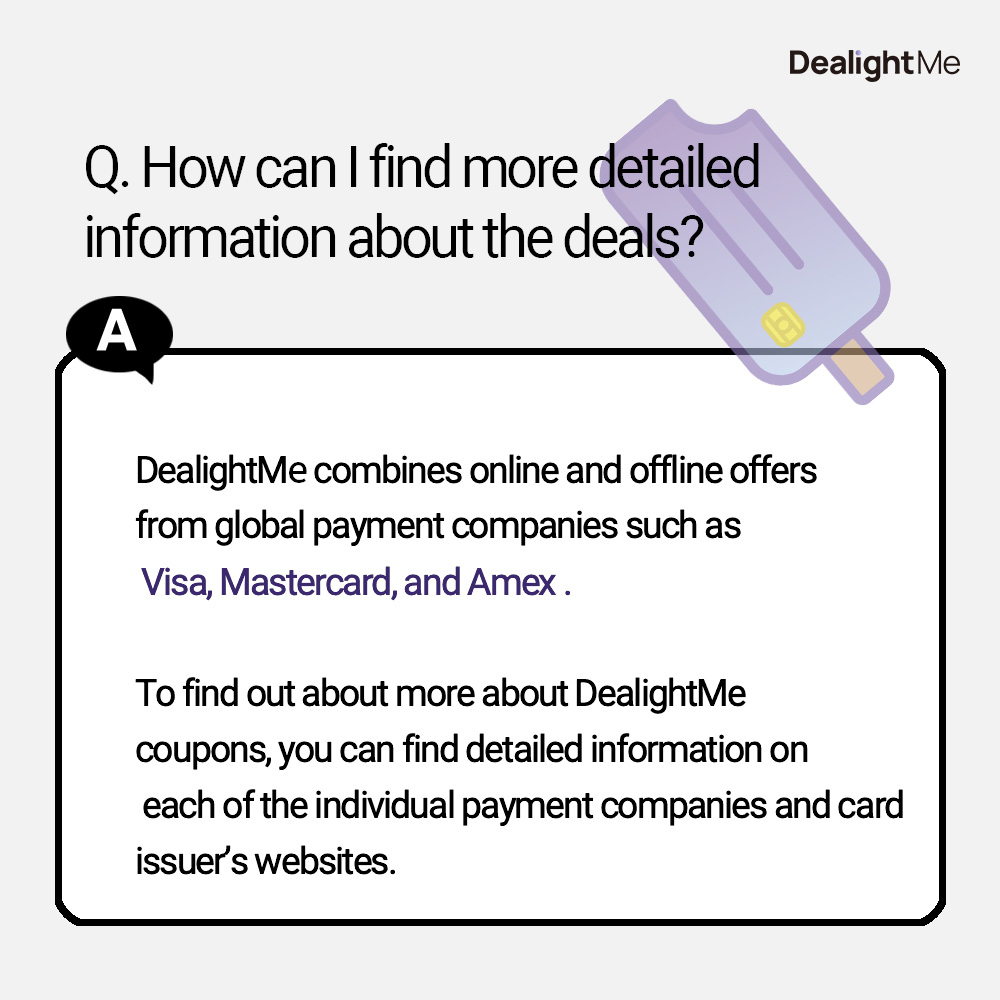 DealightMe
Q. How can I find more detailed
information about the deals?
A
DealightMe combines online and offline offers
from global payment companies such as
Visa, Mastercard, and Amex .
To find out about more about DealightMe
coupons, you can find detailed information on
each of the individual payment companies and card
issuer’s websites.